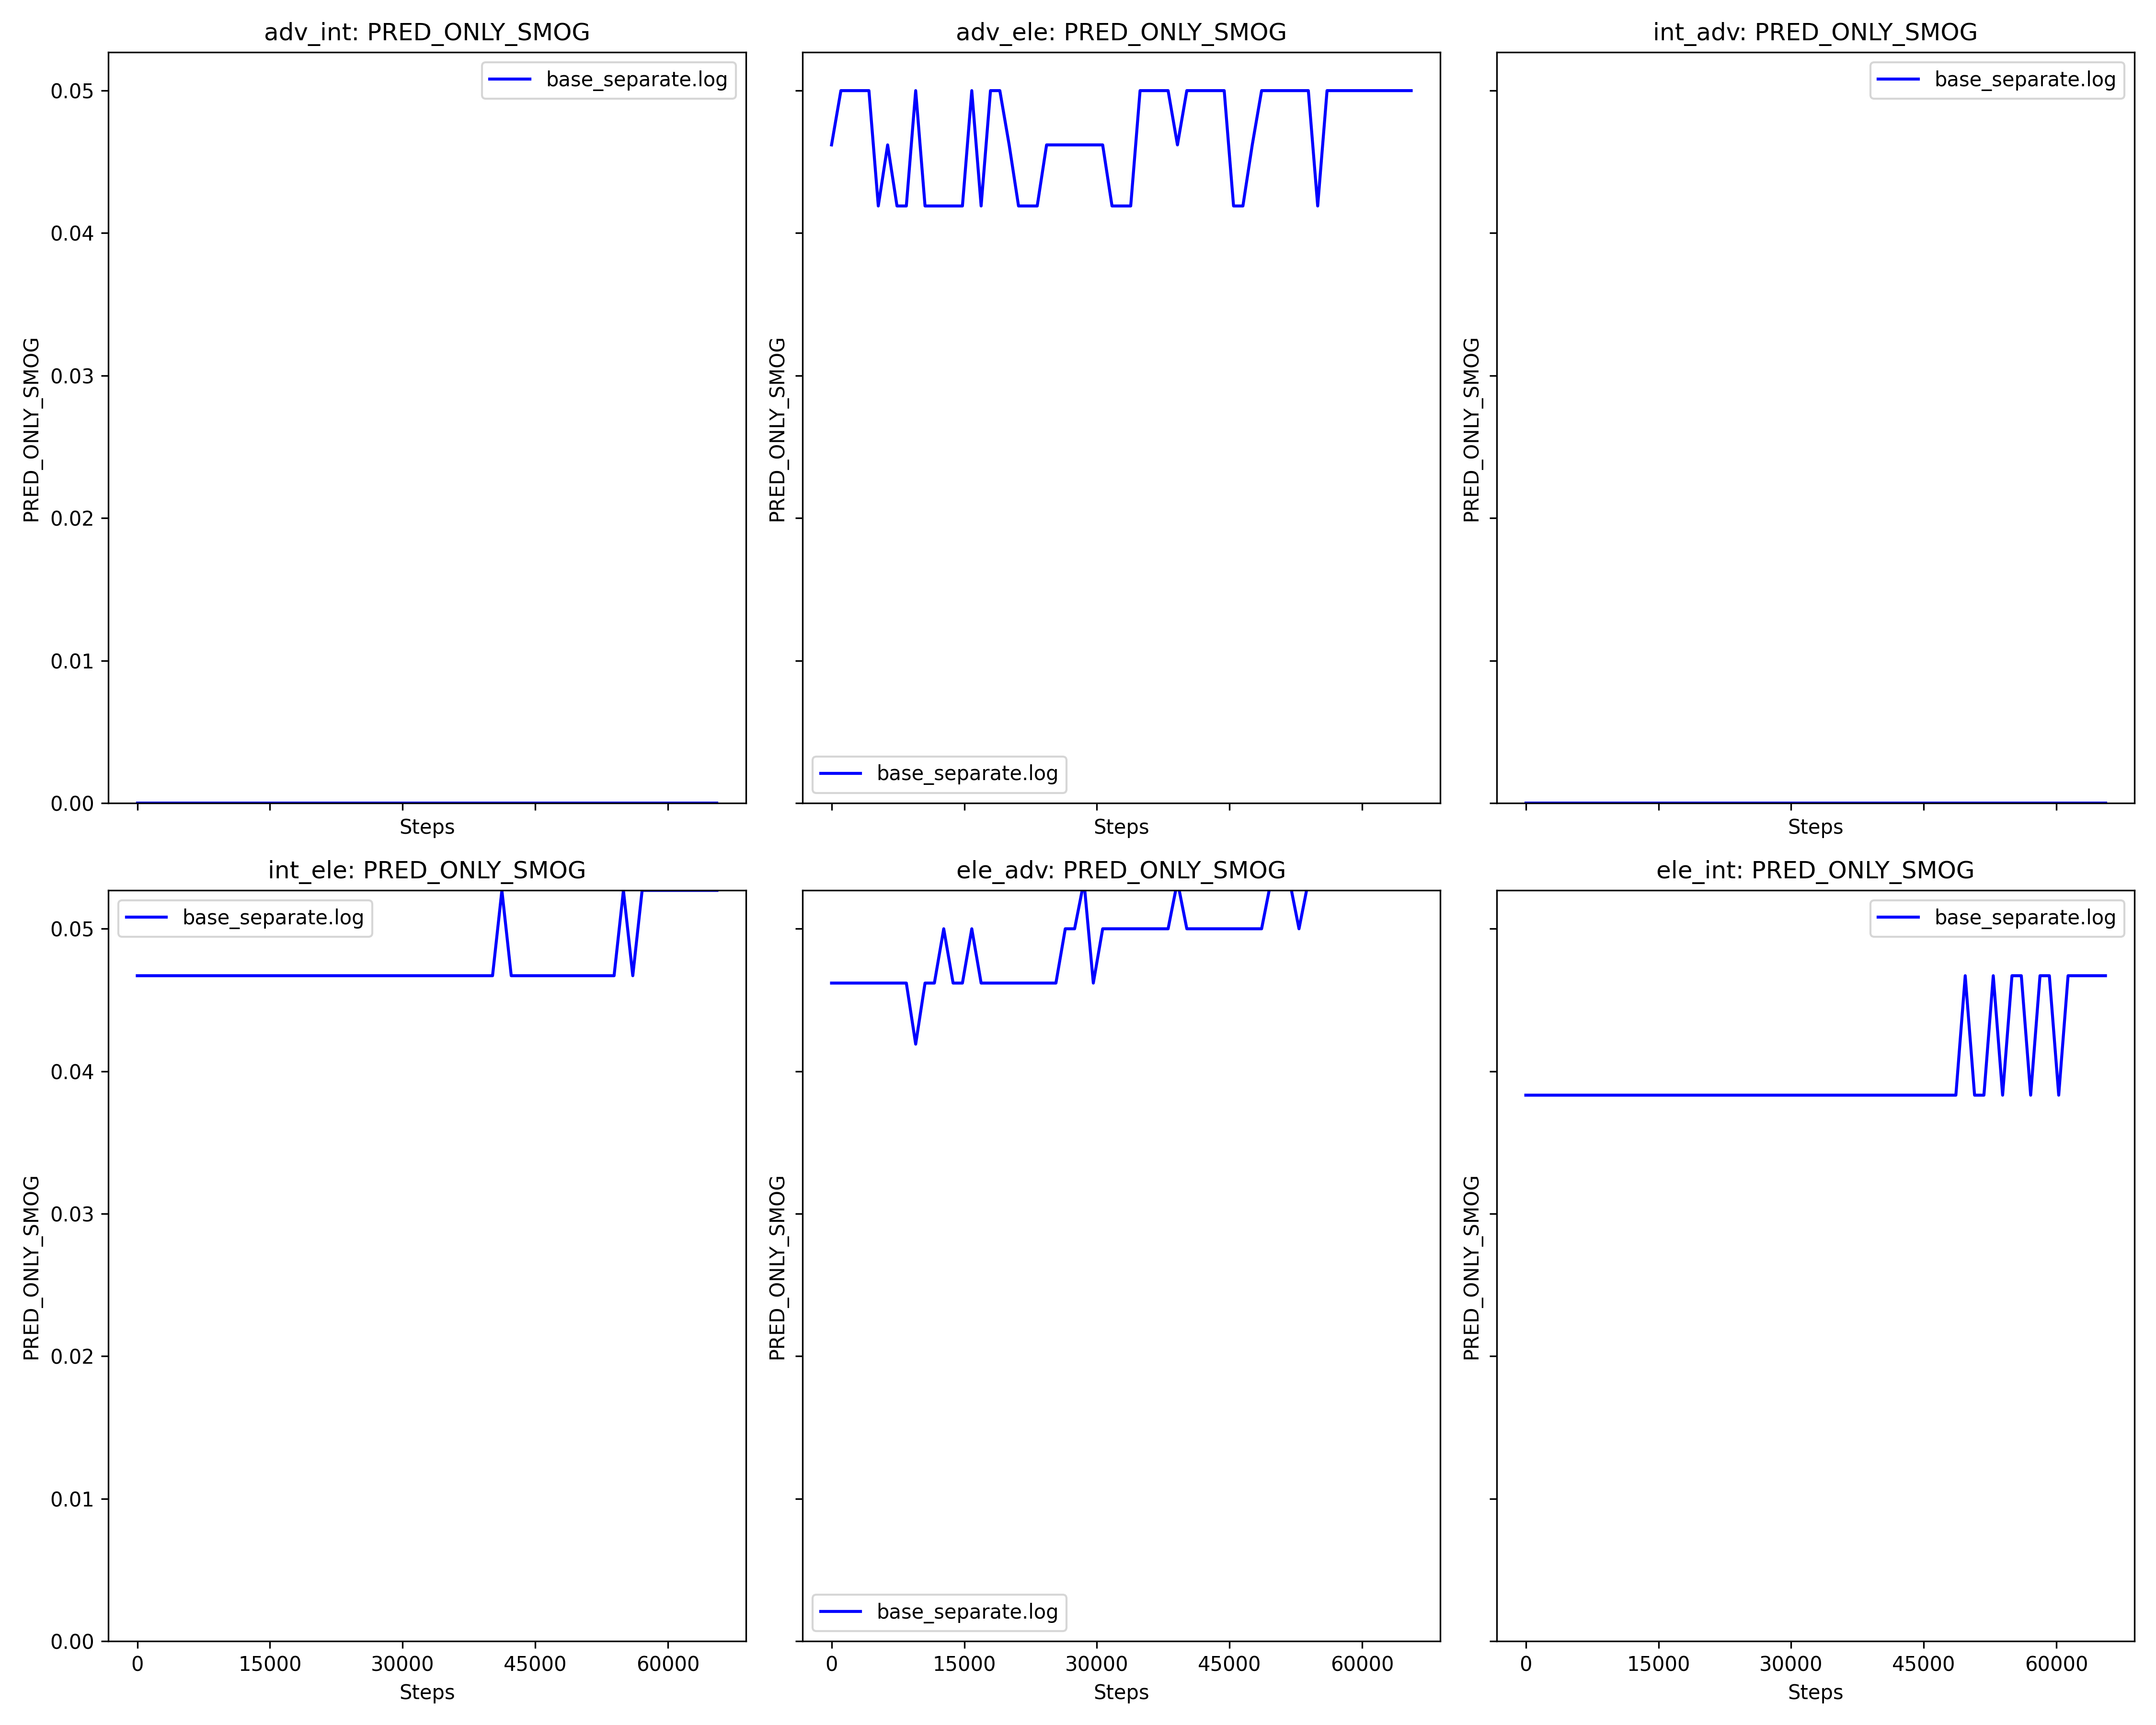 adv_int: PRED_ONLY_SMOG
adv_ele: PRED_ONLY_SMOG
int_adv: PRED_ONLY_SMOG
base_separate.log
base_separate.log
base_separate.log
PRED_ONLY_SMOG
PRED_ONLY_SMOG
PRED_ONLY_SMOG
0.05
0.04
0.03
0.02
0.01
0.00
Steps
Steps
Steps
int_ele: PRED_ONLY_SMOG
ele_adv: PRED_ONLY_SMOG
ele_int: PRED_ONLY_SMOG
base_separate.log
base_separate.log
base_separate.log
PRED_ONLY_SMOG
PRED_ONLY_SMOG
PRED_ONLY_SMOG
0.05
0.04
0.03
0.02
0.01
0.00
0 15000 30000 45000 60000
0 15000 30000 45000 60000
0 15000 30000 45000 60000
Steps
Steps
Steps